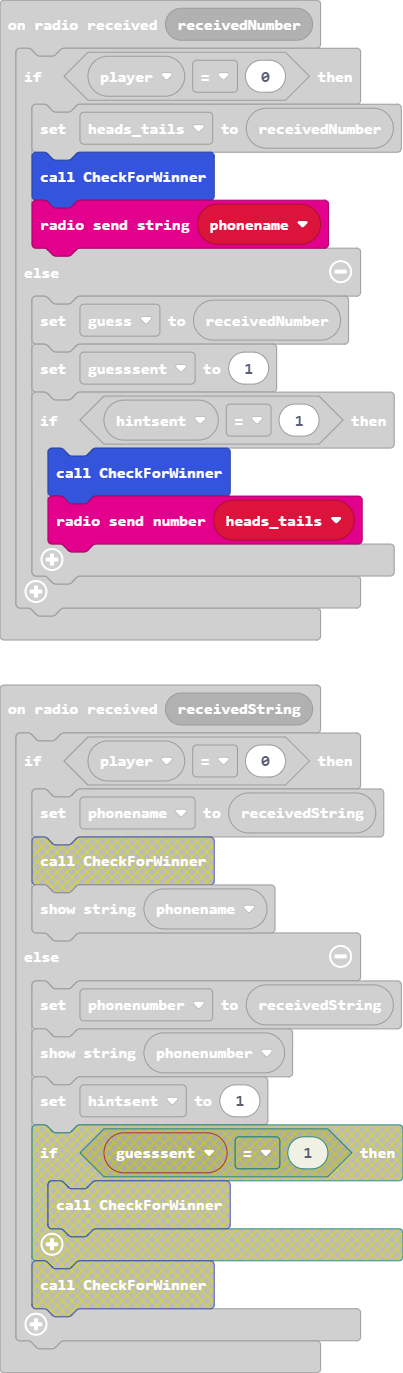 on radio received receivedNumber
if player = 0 then
set heads_tails to receivedNumber
call CheckForWinner
radio send string phonename
else
set guess to receivedNumber
set guesssent to 1
if hintsent = 1 then
call CheckForWinner
radio send number heads_tails
on radio received receivedString
if player = 0 then
set phonename to receivedString
call CheckForWinner
show string phonename
else
set phonenumber to receivedString
show string phonenumber
set hintsent to 1
if guesssent = 1 then
call CheckForWinner
call CheckForWinner